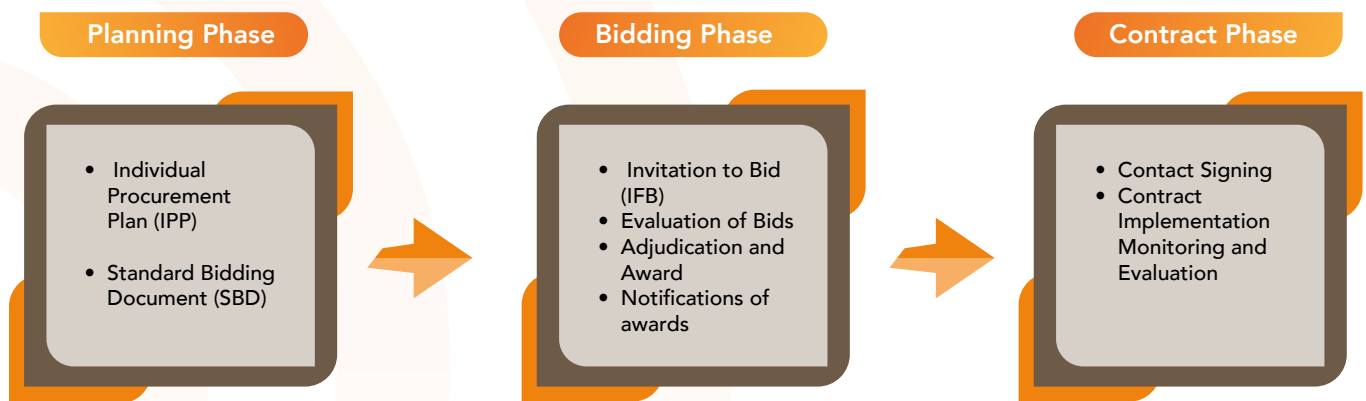 Planning Phase
• Individual
Procurement
Plan (IPP)
• Standard Bidding
Document (SBD)
Bidding Phase
• Invitation to Bid
(IFB)
• Evaluation of Bids
• Adjudication and
Award
• Notifications of
awards
Contract Phase
• Contact Signing
• Contract
Implementation
Monitoring and
Evaluation